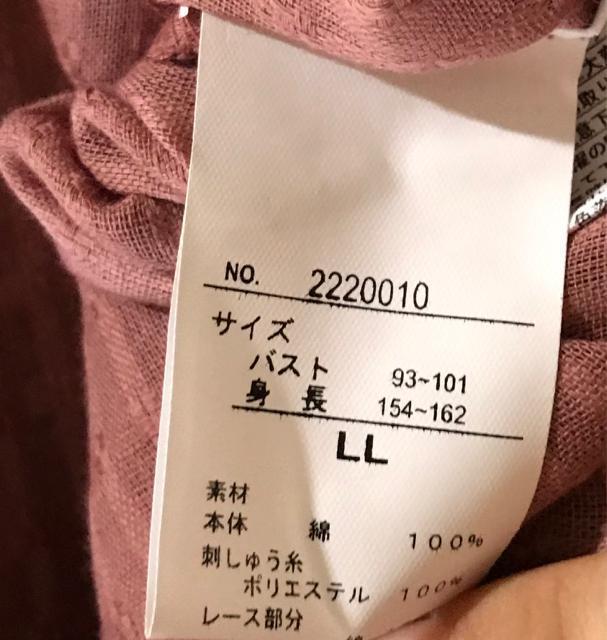 NO. 2220010
サイズ
バスト 93~101
身長 154~162
LL
素材
本体 綿 100%
刺しゅう糸
ポリエステル 100%
レース部分